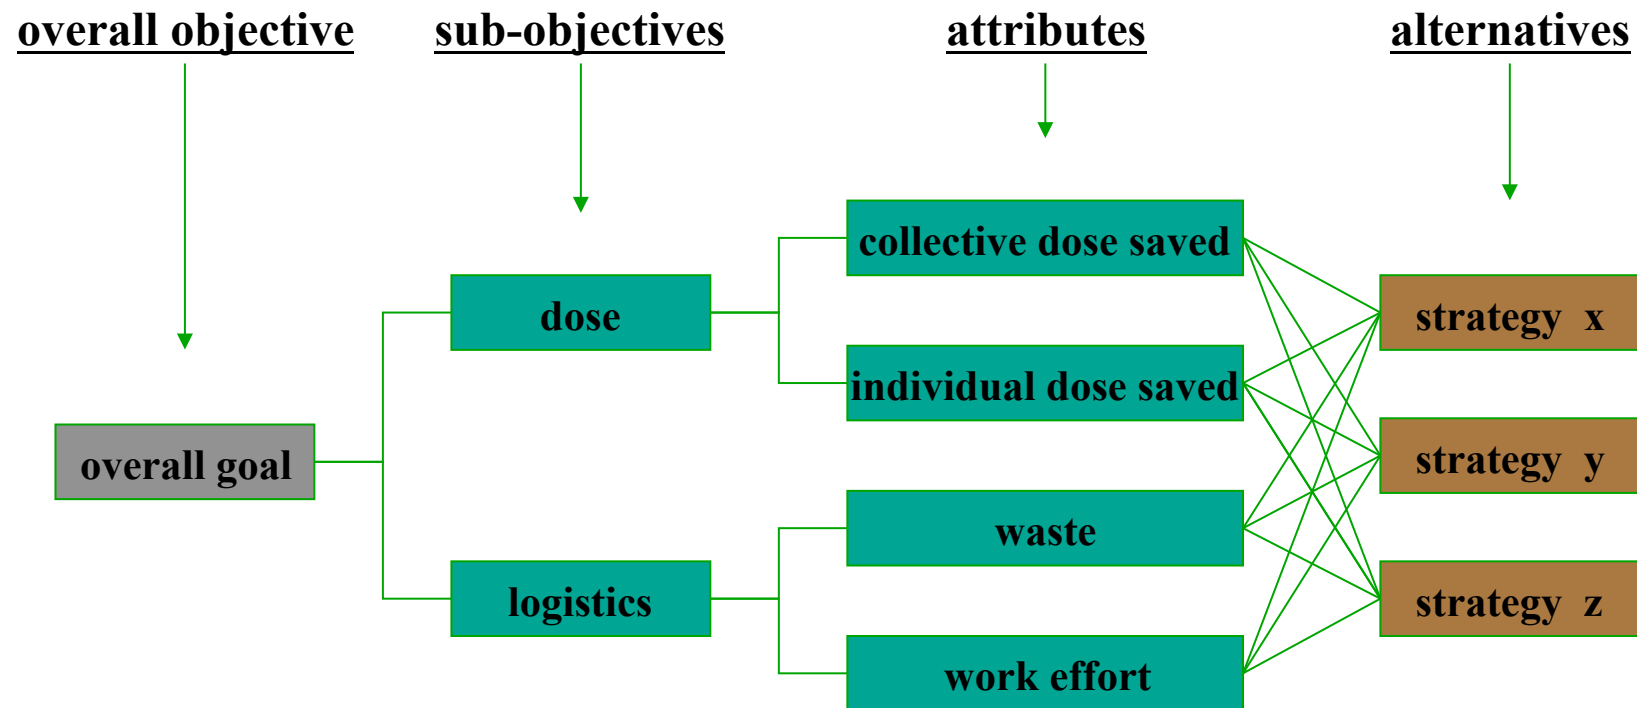 overall objective
sub-objectives
attributes
alternatives
collective dose saved
dose
strategy x
individual dose saved
overall goal
strategy y
waste
logistics
strategy z
work effort